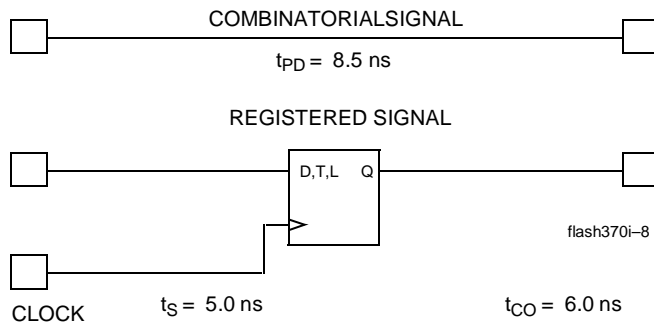 COMBINATORIALSIGNAL
tPD = 8.5 ns
REGISTERED SIGNAL
D,T,L Q
flash370i–8
CLOCK
tS = 5.0 ns
tCO = 6.0 ns